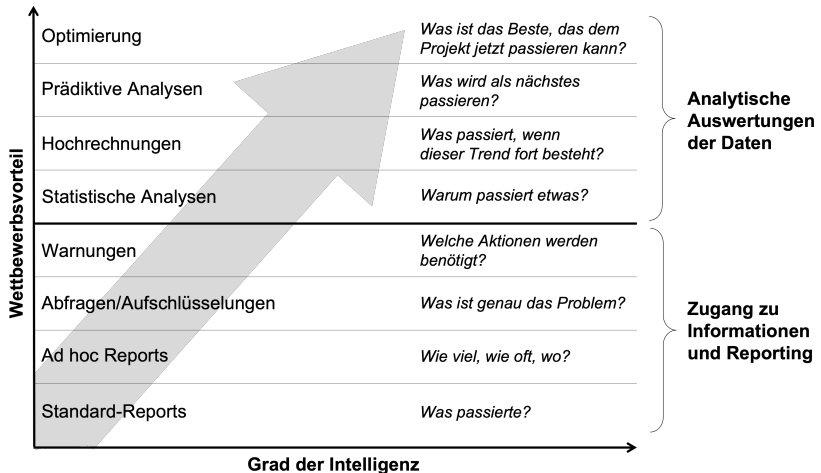 Optimierung
Was ist das Beste, das dem
Projekt jetzt passieren kann?
Prädiktive Analysen
Was wird als nächstes
passieren?
Hochrechnungen
Was passiert, wenn
dieser Trend fort besteht?
Statistische Analysen
Warum passiert etwas?
Analytische
Auswertungen
der Daten
Warnungen
Welche Aktionen werden
benötigt?
Abfragen/Aufschlüsselungen
Was ist genau das Problem?
Ad hoc Reports
Wie viel, wie oft, wo?
Standard-Reports
Was passierte?
Zugang zu
Informationen
und Reporting
Wettbewerbsvorteil
Grad der Intelligenz